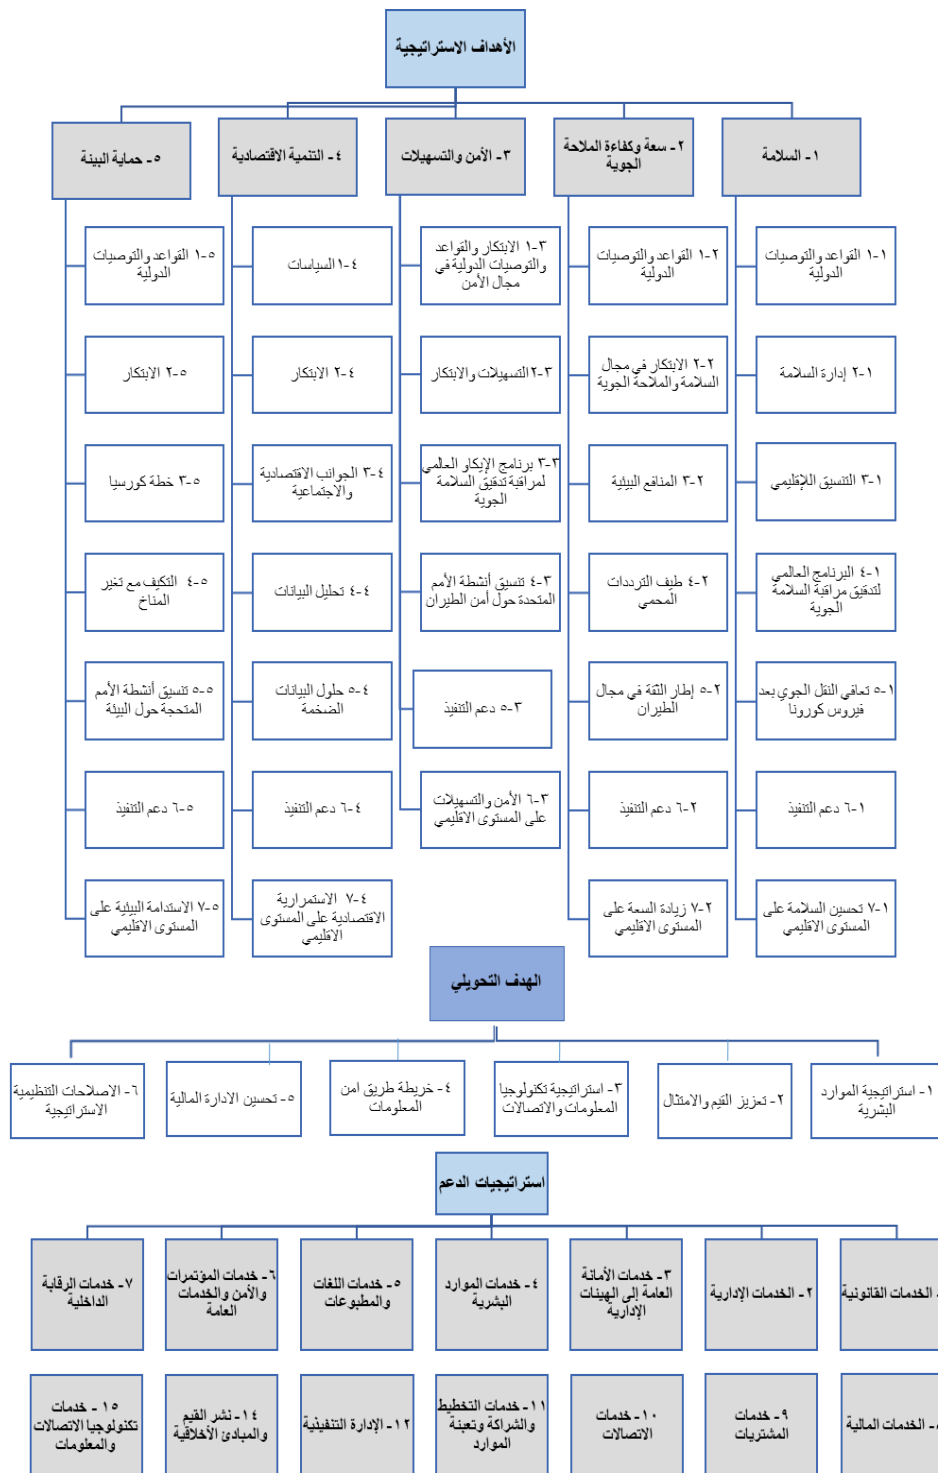 الأهداف الاستراتيجية
١- السلامة
٢- سعة وكفاءة الملاحة
الجوية
٣- الأمن والتسهيلات
٤- التنمية الاقتصادية
٥- حماية البيئة
١-١ القواعد والتوصيات
الدولية
١-٢ إدارة السلامة
١-٣ التنسيق اللإقليمي
١-٤ البرنامج العالمي
لتدقيق مراقبة السلامة
الجوية
١-٥ تعافي النقل الجوي بعد
فيروس كورونا
١-٦ دعم التنفيذ
١-٧ تحسين السلامة على
المستوى الاقليمي
٢-١ القواعد والتوصيات
الدولية
٢-٢ الابتكار في مجال
السلامة والملاحة الجوية
٢-٣ المنافع البيئية
٢-٤ طيف الترددات
المحمي
٢-٥ إطار الثقة في مجال
الطيران
٢-٦ دعم التنفيذ
٢-٧ زيادة السعة على
المستوى الاقليمي
٣-١ الابتكار والقواعد
والتوصيات الدولية في
مجال الأمن
٣-٢ التسهيلات والابتكار
٣-٣ برنامج الإيكاو العالمي
لمراقبة تدقيق السلامة
الجوية
٣-٤ تنسيق أنشطة الأمم
المتحدة حول أمن الطيران
٣-٥ دعم التنفيذ
٣-٦ الأمن والتسهيلات
على المستوى الاقليمي
٤-١ السياسات
٤-٢ الابتكار
٤-٣ الجوانب الاقتصادية
والاجتماعية
٤-٤ تحليل البيانات
٤-٥ حلول البيانات
الضخمة
٤-٦ دعم التنفيذ
٤-٧ الاستمرارية
الاقتصادية على المستوى
الاقليمي
٥-١ القواعد والتوصيات
الدولية
٥-٢ الابتكار
٥-٣ خطة كورسيا
٥-٤ التكيف مع تغير
المناخ
٥-٥ تنسيق أنشطة الأمم
المتحجة حول البيئة
٥-٦ دعم التنفيذ
٥-٧ الاستدامة البيئية على
المستوى الاقليمي
الهدف التحويلي
١- استراتيجية الموارد
البشرية
٢- تعزيز القيم والامتثال
٣- استراتيجية تكنولوجيا
المعلومات والاتصالات
٤- خريطة طريق امن
المعلومات
٥- تحسين الادارة المالية
٦- الاصلاحات التنظيمية
الاستراتيجية
استراتيجيات الدعم
- الخدمات القانونية
٢- الخدمات الإدارية
٣- خدمات الأمانة
العامة إلى الهيئات
الإدارية
٤- خدمات الموارد
البشرية
٥- خدمات اللغات
والمطبوعات
٦- خدمات المؤتمرات
والأمن والخدمات
العامة
٧- خدمات الرقابة
الداخلية
- الخدمات المالية
٩- خدمات
المشتريات
١٠- خدمات
الاتصالات
١١- خدمات التخطيط
والشراكة وتعبئة
الموارد
١٢- الإدارة التنفيذية
١٤- نشر القيم
والمبادئ الأخلاقية
١٥- خدمات
تكنولوجيا الاتصالات
والمعلومات